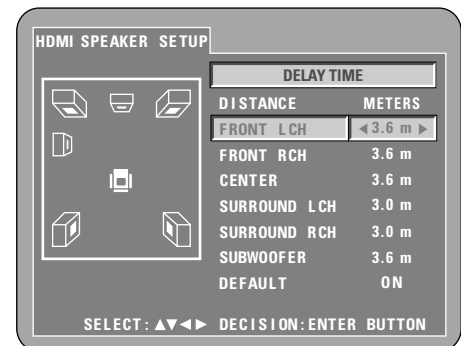 HDMI SPEAKER SETUP
DELAY TIME
DISTANCE METERS
FRONT LCH ◀3.6 m▶
FRONT RCH 3.6 m
CENTER 3.6 m
SURROUND LCH 3.0 m
SURROUND RCH 3.0 m
SUBWOOFER 3.6 m
DEFAULT ON
SELECT:▲▼◀▶ DECISION:ENTER BUTTON